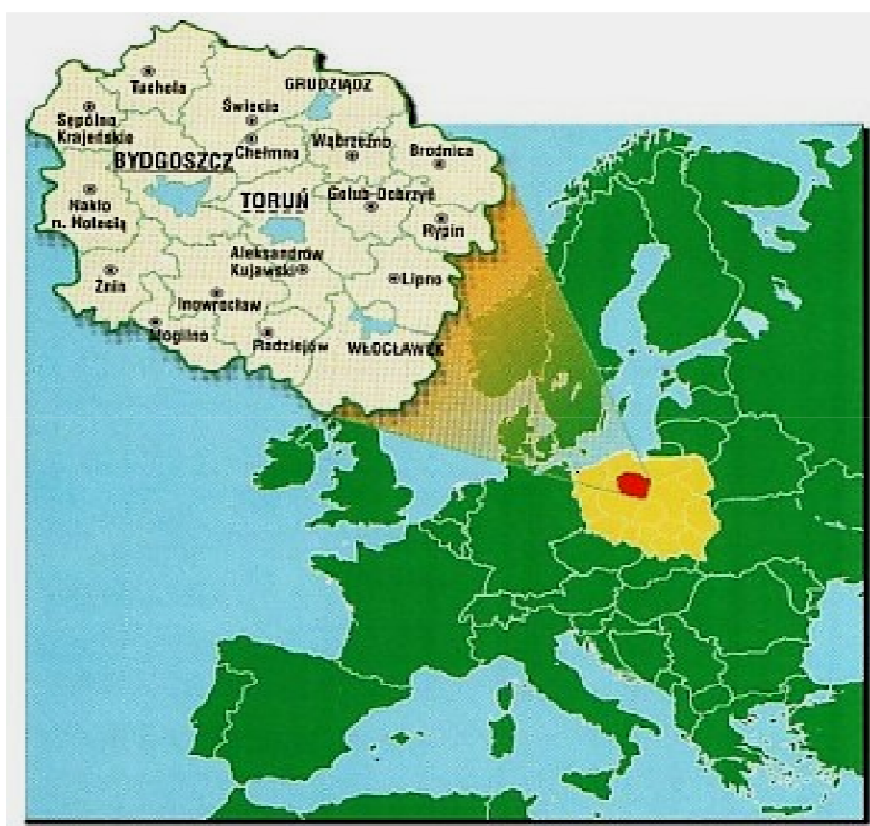 Tuchola
GRUDZIĄDZ
Świecie
Sępólno
Krajeńskie
Chełmno
Wąbrzeźno
Brodnica
BYDGOSZCZ
Nakło
n. Notecią
TORUŃ
Golub-Dobrzyń
Rypin
Aleksandrów
Kujawski
Lipno
Żnin
Inowrocław
Mogilno
Radziejów
WŁOCŁAWEK